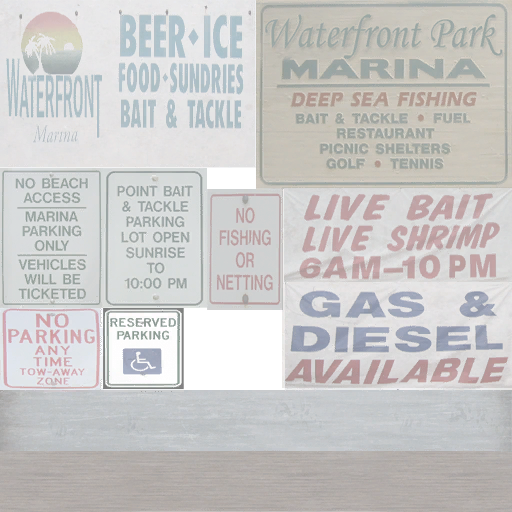 WATERFRONT
Marina
BEER • ICE
FOOD • SUNDRIES
BAIT & TACKLE
Waterfront Park
MARINA
DEEP SEA FISHING
BAIT & TACKLE • FUEL
RESTAURANT
PICNIC SHELTERS
GOLF • TENNIS
NO BEACH
ACCESS
MARINA
PARKING
ONLY
VEHICLES
WILL BE
TICKETED
POINT BAIT
& TACKLE
PARKING
LOT OPEN
SUNRISE
TO
10:00 PM
NO
FISHING
OR
NETTING
LIVE BAIT
LIVE SHRIMP
6AM-10PM
GAS &
DIESEL
AVAILABLE
NO
PARKING
ANY
TIME
TOW-AWAY
ZONE
RESERVED
PARKING